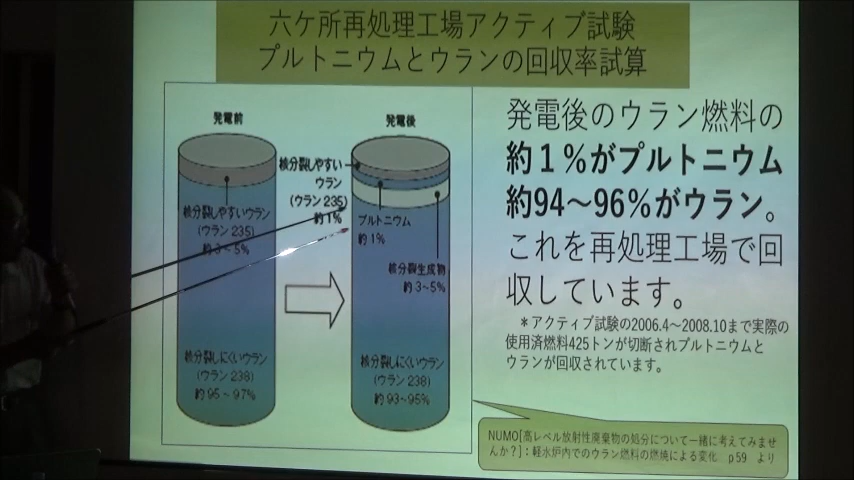 六ケ所再処理工場アクティブ試験
プルトニウムとウランの回収率試算
発電前
核分裂しやすいウラン
(ウラン 235)
約3~5%
核分裂しにくいウラン
(ウラン 238)
約95~97%
発電後
核分裂しやすい
ウラン
(ウラン 235)
約1%
プルトニウム
約1%
核分裂生成物
約3~5%
核分裂しにくいウラン
(ウラン 238)
約93~95%
発電後のウラン燃料の
約1%がプルトニウム
約94~96%がウラン。
これを再処理工場で回
収しています。
＊アクティブ試験の2006.4~2008.10まで実際の
使用済燃料425トンが切断されプルトニウムと
ウランが回収されています。
NUMO[高レベル放射性廃棄物の処分について一緒に考えてみませ
んか?]：軽水炉内でのウラン燃料の燃焼による変化 p59 より